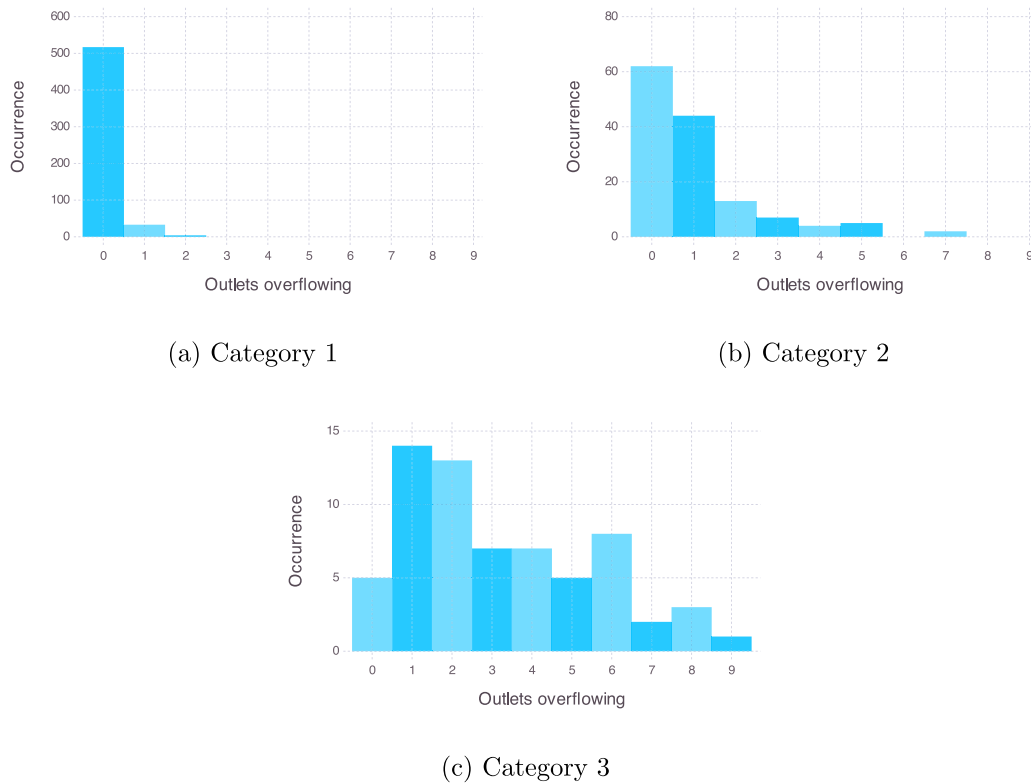 600
500
400
300
200
100
0
Occurrence
0 1 2 3 4 5 6 7 8 9
Outlets overflowing
(a) Category 1
80
60
40
20
0
Occurrence
0 1 2 3 4 5 6 7 8 9
Outlets overflowing
(b) Category 2
15
10
5
0
Occurrence
0 1 2 3 4 5 6 7 8 9
Outlets overflowing
(c) Category 3